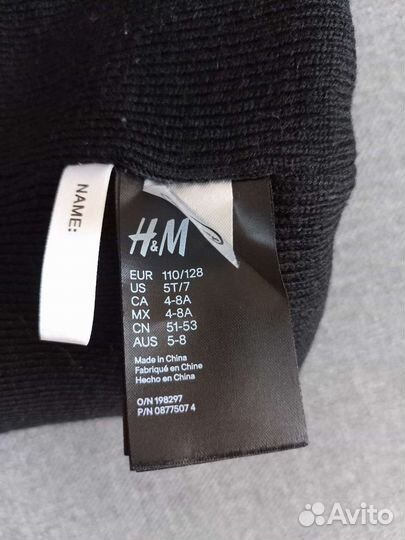 NAME:
H&M
EUR 110/128
US 5T/7
CA 4-8A
MX 4-8A
CN 51-53
AUS 5-8
Made in China
Fabriqué en Chine
Hecho en China
O/N 198297
P/N 0877507 4
Avito